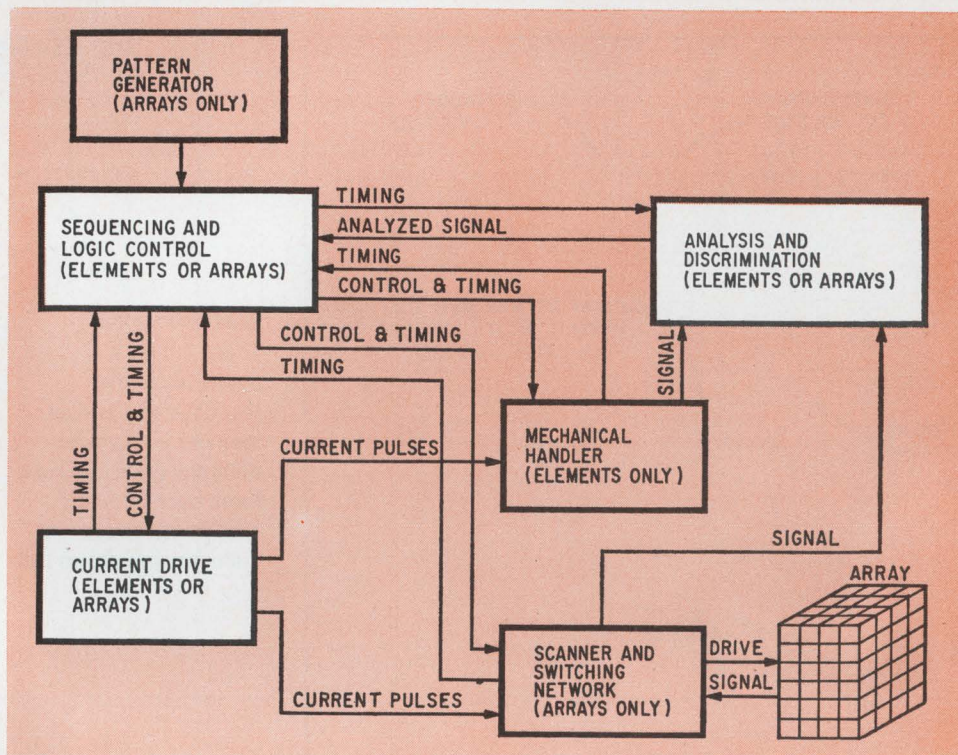 PATTERN
GENERATOR
(ARRAYS ONLY)
SEQUENCING AND
LOGIC CONTROL
(ELEMENTS OR ARRAYS)
TIMING
ANALYZED SIGNAL
TIMING
CONTROL & TIMING
ANALYSIS AND
DISCRIMINATION
(ELEMENTS OR ARRAYS)
CONTROL & TIMING
TIMING
SIGNAL
TIMING
CONTROL & TIMING
CURRENT PULSES
MECHANICAL
HANDLER
(ELEMENTS ONLY)
CURRENT DRIVE
(ELEMENTS OR
ARRAYS)
SIGNAL
ARRAY
CURRENT PULSES
SCANNER AND
SWITCHING
NETWORK
(ARRAYS ONLY)
DRIVE
SIGNAL